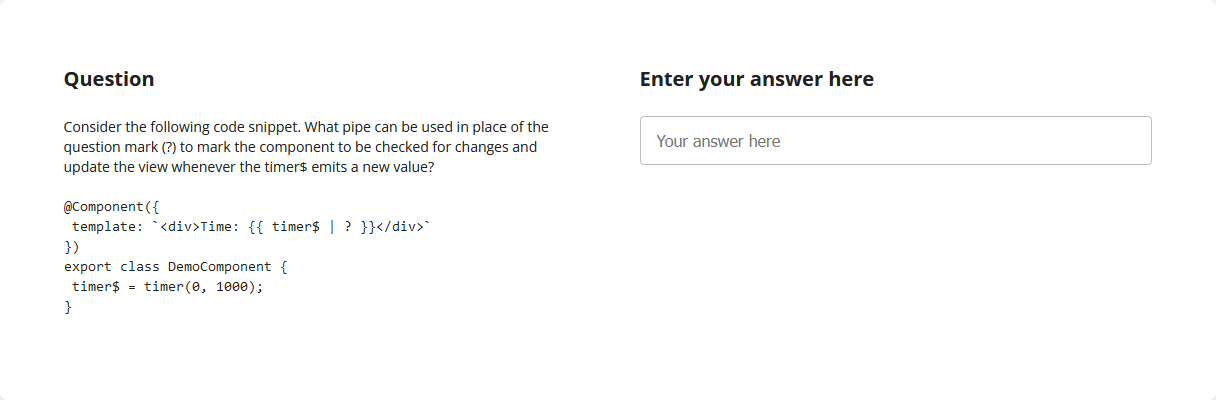 Question
Consider the following code snippet. What pipe can be used in place of the
question mark (?) to mark the component to be checked for changes and
update the view whenever the timer$ emits a new value?
@Component({
 template: `<div>Time: {{ timer$ | ? }}</div>`
})
export class DemoComponent {
 timer$ = timer(0, 1000);
}
Enter your answer here
Your answer here